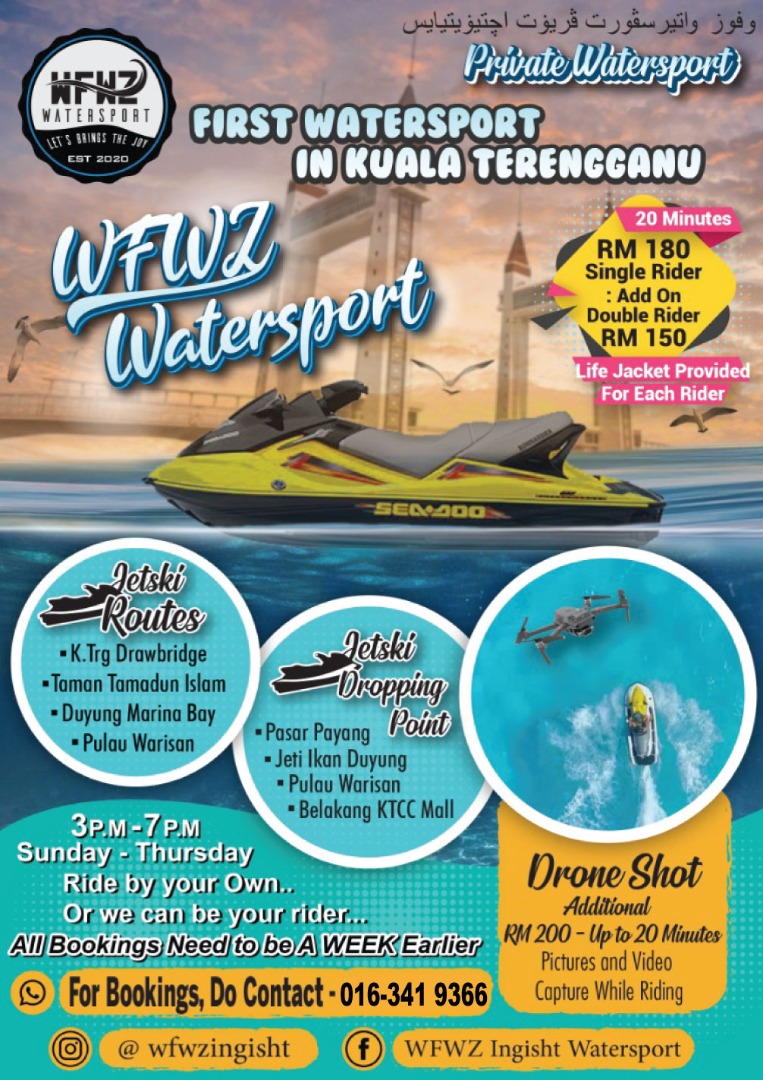 وفوز واتيرسڤورت ڤريۏت اچتيۏيتيايس
Private Watersport
WFWZ
WATERSPORT
LET'S BRINGS THE JOY
EST 2020
FIRST WATERSPORT
IN KUALA TERENGGANU
WFWZ
Watersport
20 Minutes
RM 180
Single Rider
: Add On
Double Rider
RM 150
Life Jacket Provided
For Each Rider
SEA-DOO
Jetski
Routes
▪ K.Trg Drawbridge
▪ Taman Tamadun Islam
▪ Duyung Marina Bay
▪ Pulau Warisan
Jetski
Dropping
Point
▪ Pasar Payang
▪ Jeti Ikan Duyung
▪ Pulau Warisan
▪ Belakang KTCC Mall
3P.M - 7P.M
Sunday - Thursday
Ride by your Own..
Or we can be your rider...
All Bookings Need to be A WEEK Earlier
Drone Shot
Additional
RM 200 - Up to 20 Minutes
Pictures and Video
Capture While Riding
For Bookings, Do Contact - 016-341 9366
@ wfwzingisht
WFWZ Ingisht Watersport